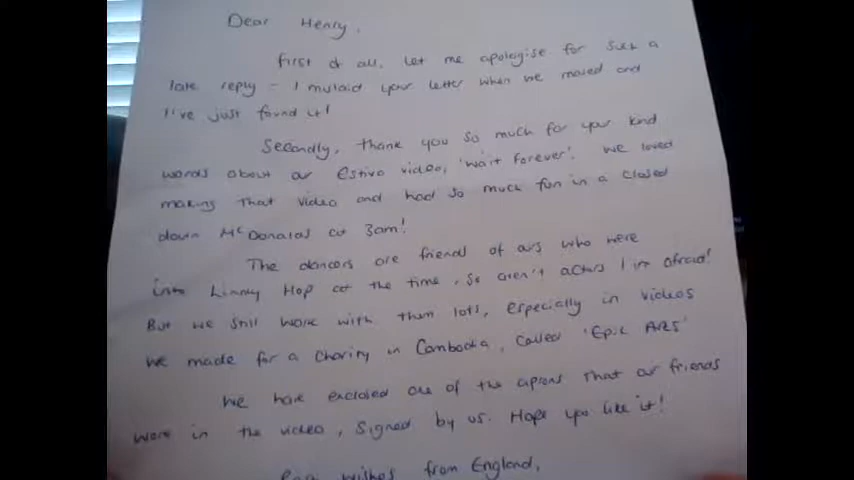 Dear Henry,
First of all, let me apologise for such a
late reply - I mislaid your letter when we moved and
I've just found it!
Secondly, thank you so much for your kind
words about our Estivo video, 'Wait Forever'. We loved
making that video and had so much fun in a closed
down McDonalds at 3am!
The dancers are friends of ours who were
into Linndy Hop at the time, so aren't actors I'm afraid!
But we still work with them lots, especially in videos
we made for a charity in Cambodia, called 'Epic Arts'
We have enclosed one of the aprons that our friends
wore in the video, signed by us. Hope you like it!
wishes from England,